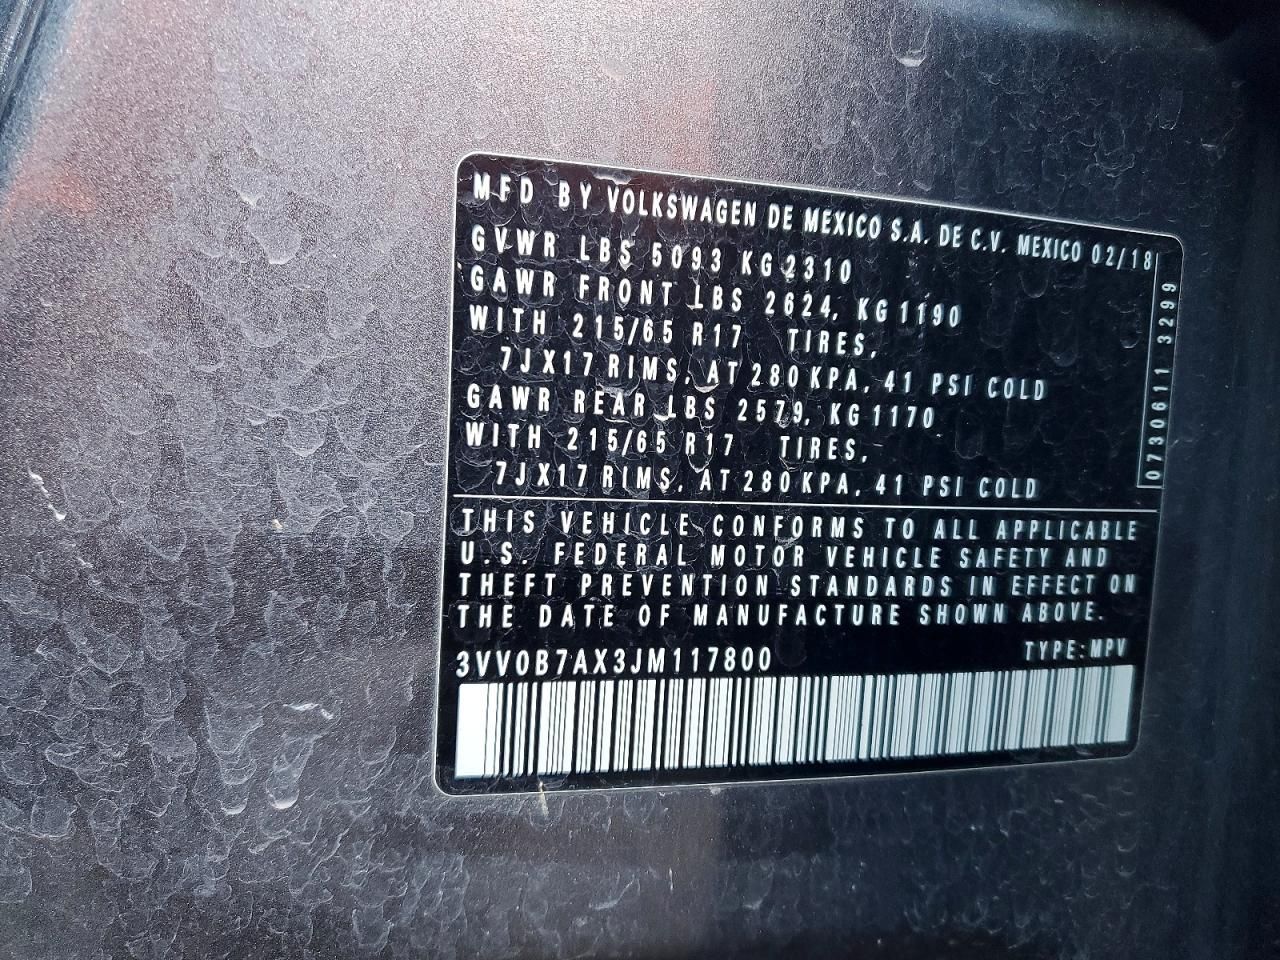 MFD BY VOLKSWAGEN DE MEXICO S.A. DE C.V. MEXICO 02/18
GVWR LBS 5093 KG 2310
GAWR FRONT LBS 2624, KG 1190
WITH 215/65 R17 TIRES,
7JX17 RIMS, AT 280 KPA, 41 PSI COLD
GAWR REAR LBS 2579, KG 1170
WITH 215/65 R17 TIRES,
7JX17 RIMS, AT 280 KPA, 41 PSI COLD
0730611 3299
THIS VEHICLE CONFORMS TO ALL APPLICABLE
U.S. FEDERAL MOTOR VEHICLE SAFETY AND
THEFT PREVENTION STANDARDS IN EFFECT ON
THE DATE OF MANUFACTURE SHOWN ABOVE.
3VV0B7AX3JM117800 TYPE: MPV